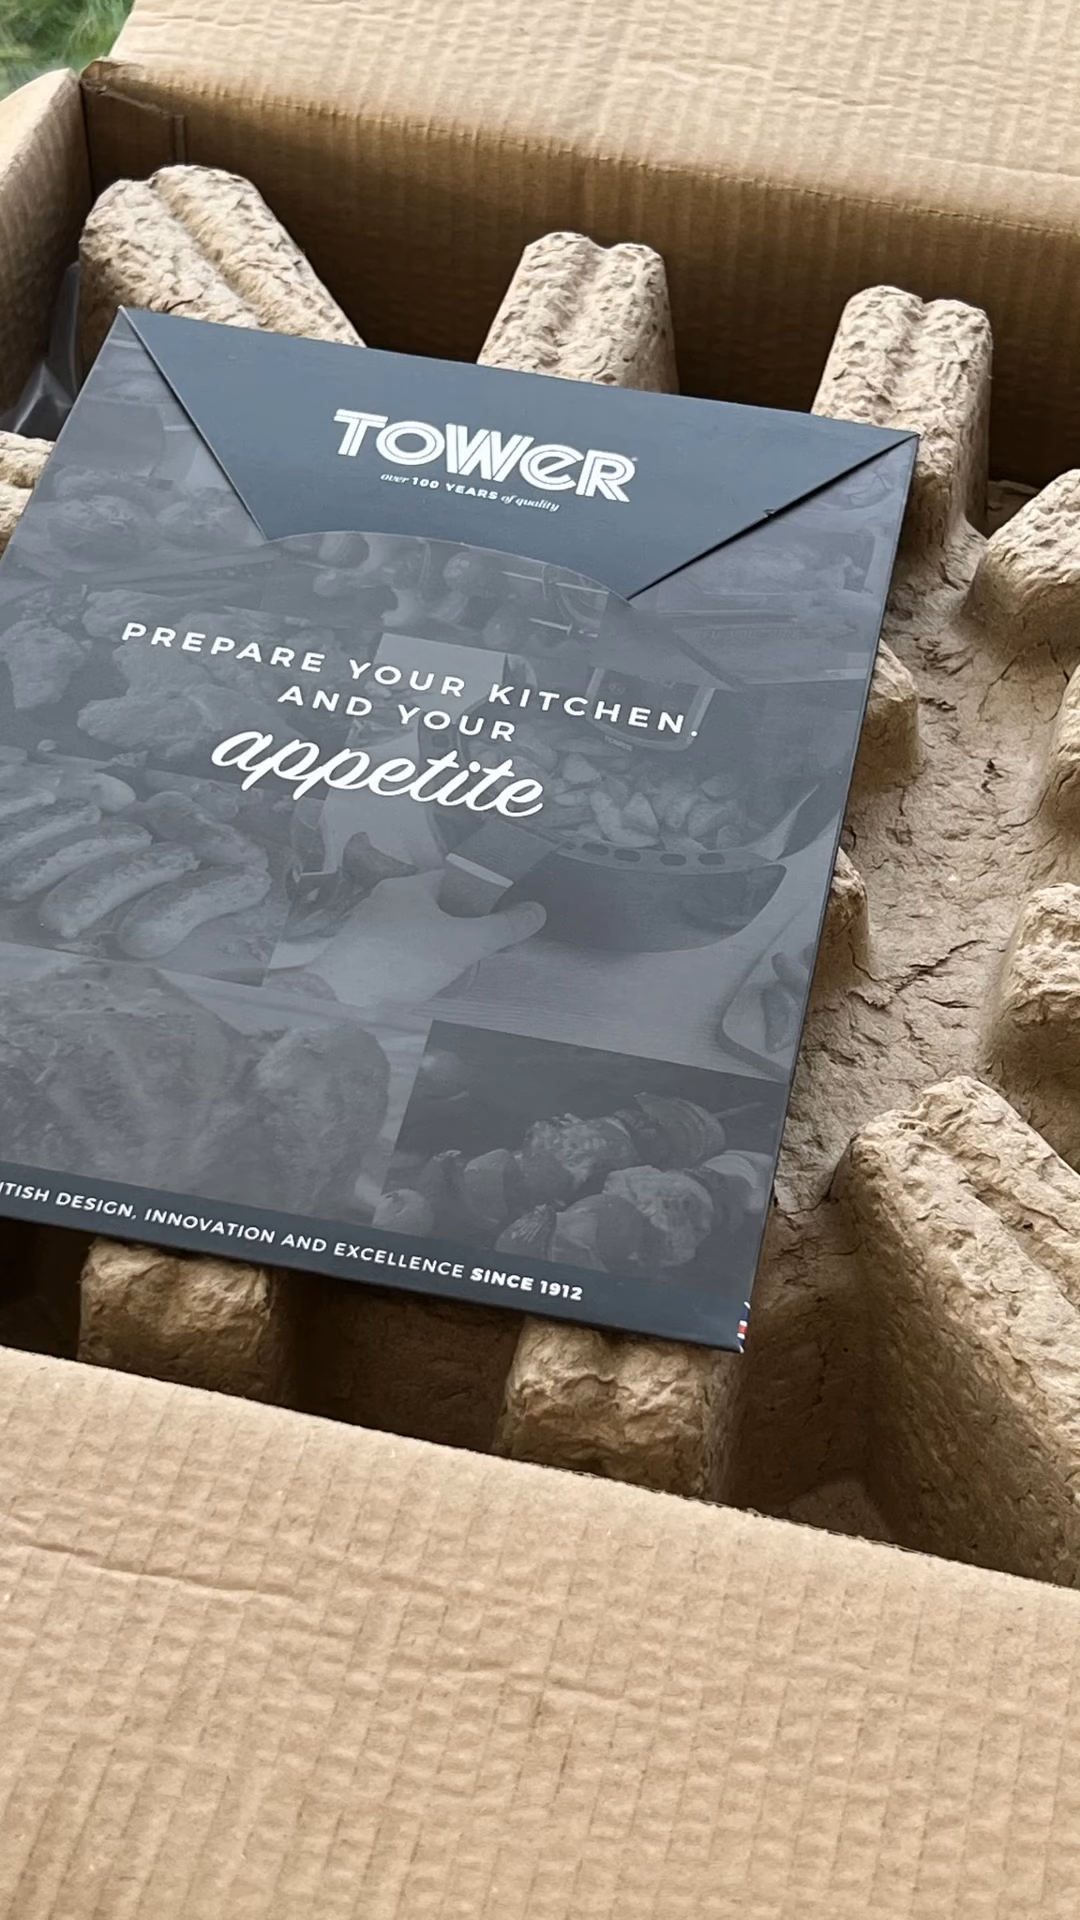 TOWER
over 100 YEARS of quality
PREPARE YOUR KITCHEN.
AND YOUR
appetite
ITISH DESIGN, INNOVATION AND EXCELLENCE SINCE 1912